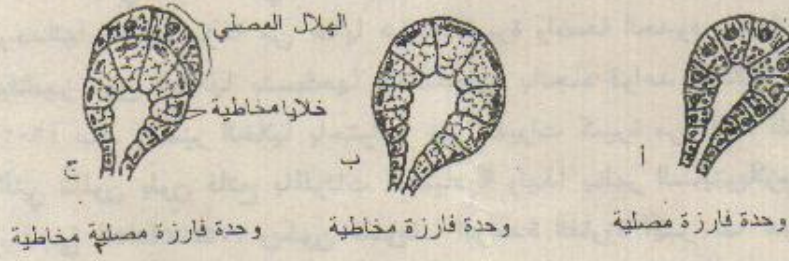 الهلال المصلي
خلايا مخاطية
أ
ب
ج
وحدة فارزة مصلية
وحدة فارزة مخاطية
وحدة فارزة مصلية مخاطية